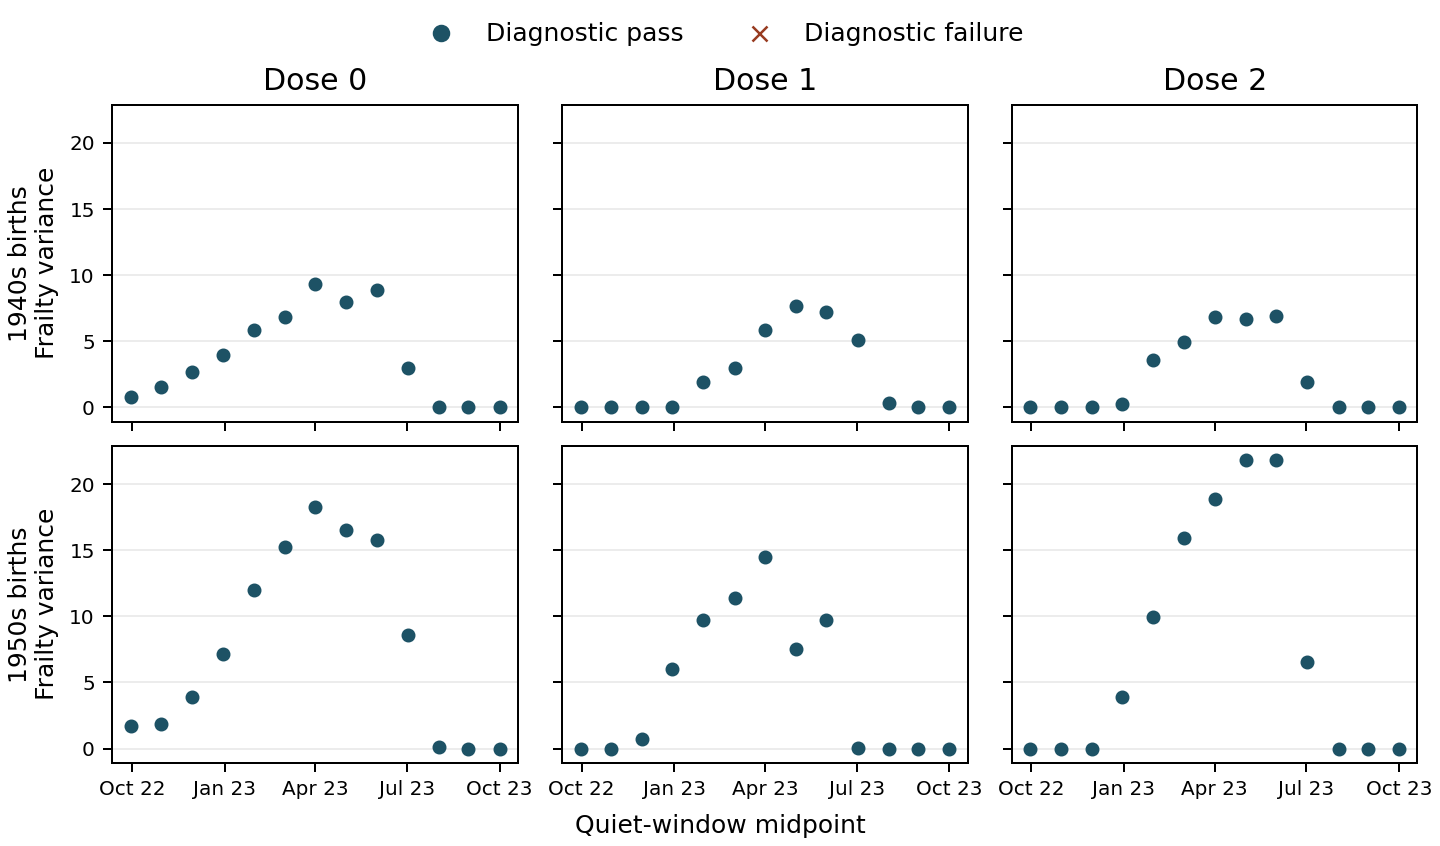 Diagnostic pass Diagnostic failure
Dose 0 Dose 1 Dose 2
1940s births
Frailty variance
20
15
10
5
0
1950s births
Frailty variance
20
15
10
5
0
Oct 22 Jan 23 Apr 23 Jul 23 Oct 23 Oct 22 Jan 23 Apr 23 Jul 23 Oct 23 Oct 22 Jan 23 Apr 23 Jul 23 Oct 23
Quiet-window midpoint